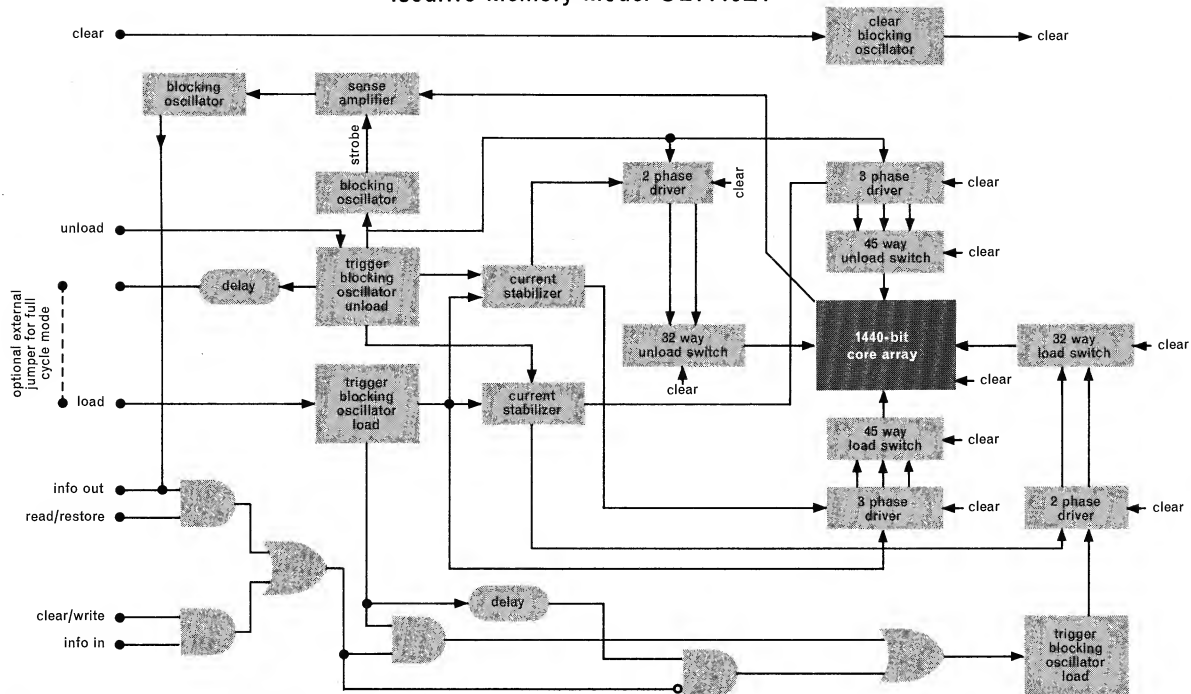 clear
clear
blocking
oscillator
clear
blocking
oscillator
sense
amplifier
strobe
blocking
oscillator
2 phase
driver
clear
3 phase
driver
clear
unload
trigger
blocking
oscillator
unload
delay
current
stabilizer
45 way
unload switch
clear
optional external
jumper for full
cycle mode
32 way
unload switch
clear
1440-bit
core array
clear
32 way
load switch
clear
load
trigger
blocking
oscillator
load
current
stabilizer
45 way
load switch
clear
info out
read/restore
3 phase
driver
clear
2 phase
driver
clear
clear/write
info in
delay
trigger
blocking
oscillator
load